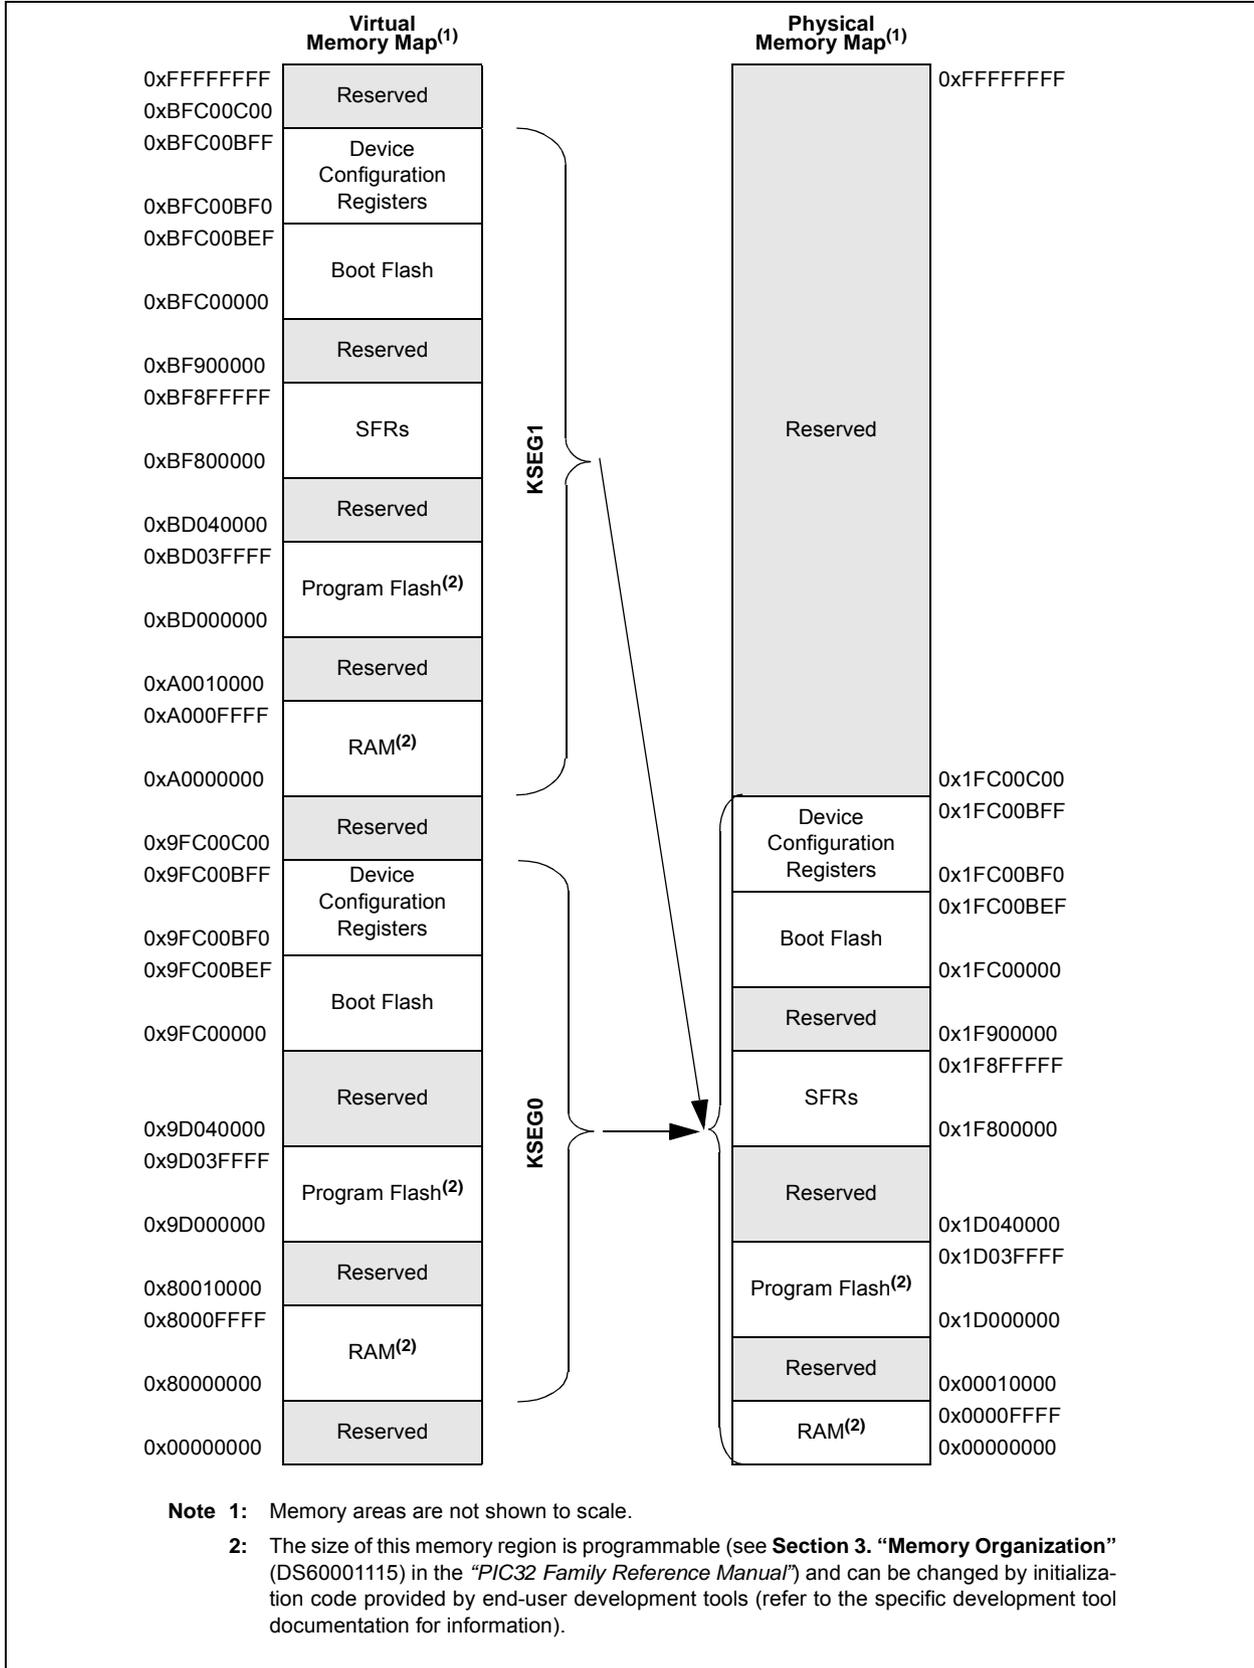 Virtual
Memory Map(1)
0xFFFFFFFF
Reserved
0xBFC00C00
0xBFC00BFF
Device
Configuration
Registers
0xBFC00BF0
0xBFC00BEF
Boot Flash
0xBFC00000
Reserved
0xBF900000
0xBF8FFFFF
SFRs
0xBF800000
Reserved
0xBD040000
0xBD03FFFF
Program Flash(2)
0xBD000000
Reserved
0xA0010000
0xA000FFFF
RAM(2)
0xA0000000
Reserved
0x9FC00C00
0x9FC00BFF
Device
Configuration
Registers
0x9FC00BF0
0x9FC00BEF
Boot Flash
0x9FC00000
Reserved
0x9D040000
0x9D03FFFF
Program Flash(2)
0x9D000000
Reserved
0x80010000
0x8000FFFF
RAM(2)
0x80000000
Reserved
0x00000000
KSEG1
KSEG0
Physical
Memory Map(1)
0xFFFFFFFF
Reserved
0x1FC00C00
0x1FC00BFF
Device
Configuration
Registers
0x1FC00BF0
0x1FC00BEF
Boot Flash
0x1FC00000
Reserved
0x1F900000
0x1F8FFFFF
SFRs
0x1F800000
Reserved
0x1D040000
0x1D03FFFF
Program Flash(2)
0x1D000000
Reserved
0x00010000
0x0000FFFF
RAM(2)
0x00000000
Note 1: Memory areas are not shown to scale.
2: The size of this memory region is programmable (see Section 3. “Memory Organization”
(DS60001115) in the “PIC32 Family Reference Manual”) and can be changed by initializa-
tion code provided by end-user development tools (refer to the specific development tool
documentation for information).